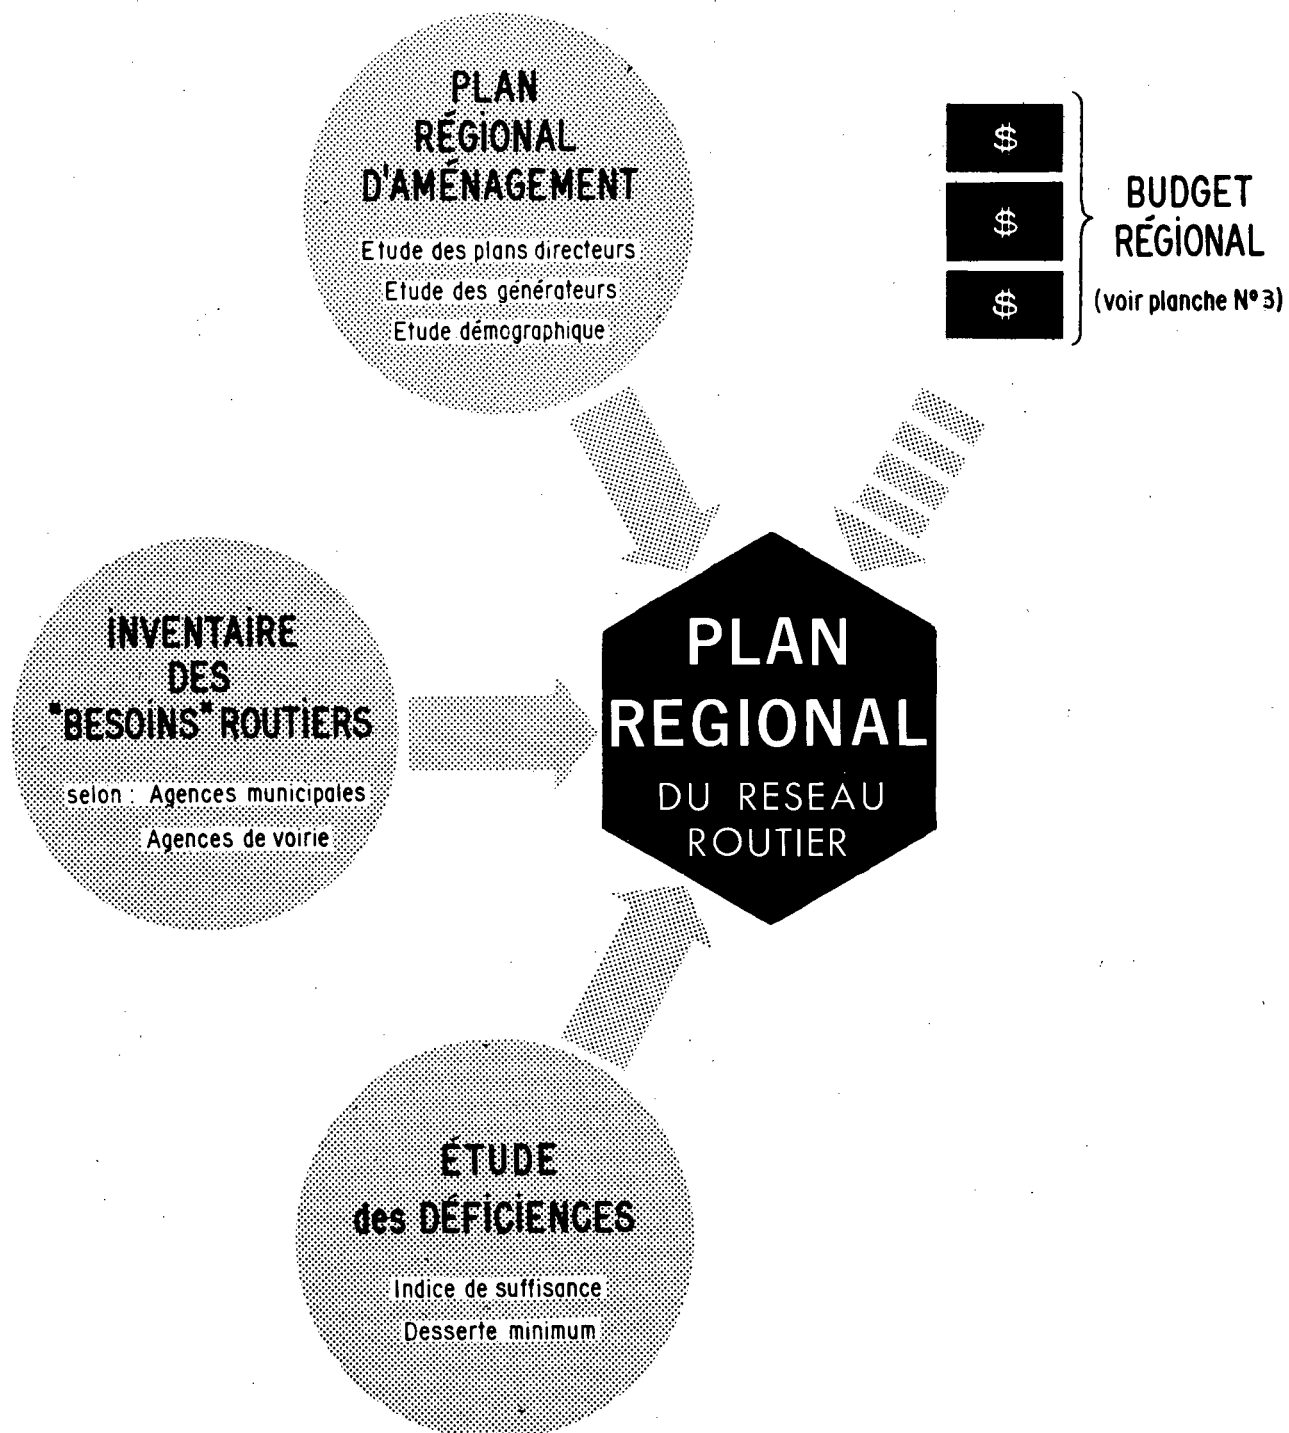 PLAN
RÉGIONAL
D'AMÉNAGEMENT
Etude des plans directeurs
Etude des générateurs
Etude démographique
$
$
$
BUDGET
RÉGIONAL
(voir planche Nº 3)
INVENTAIRE
DES
"BESOINS" ROUTIERS
selon : Agences municipales
Agences de voirie
PLAN
REGIONAL
DU RESEAU
ROUTIER
ÉTUDE
des DÉFICIENCES
Indice de suffisance
Desserte minimum